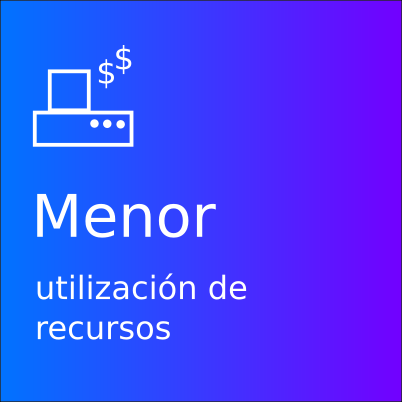 $
$
Menor
utilización de
recursos